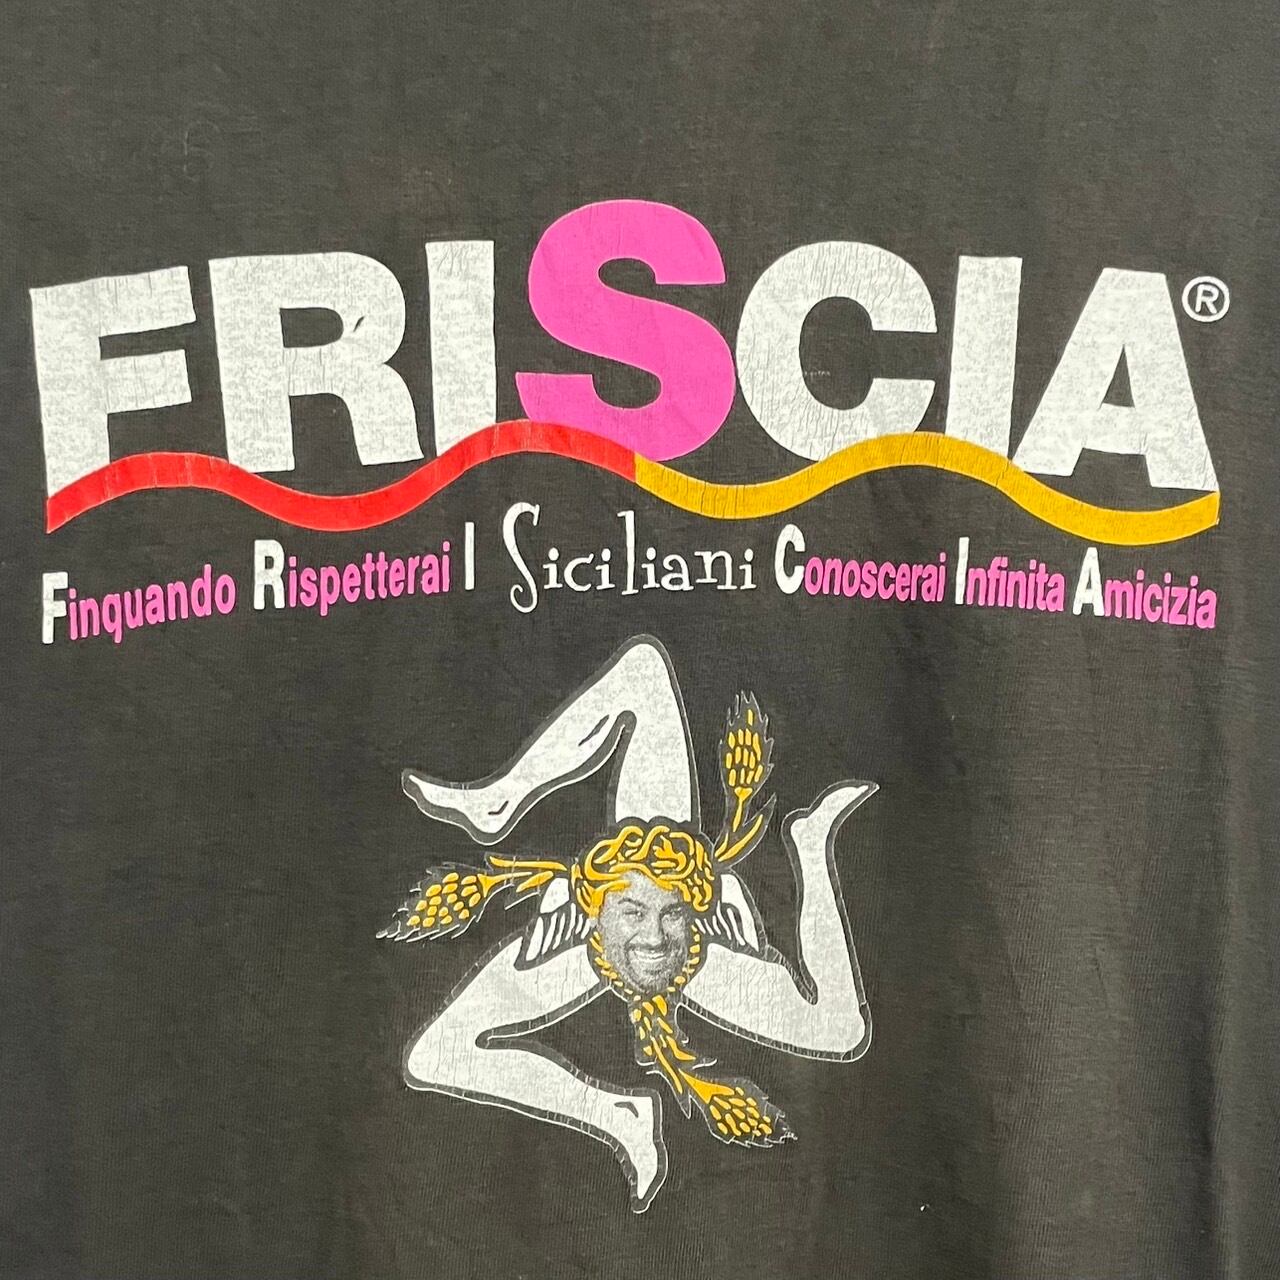 FRISCIA®
Finquando Rispetterai I Siciliani Conoscerai Infinita Amicizia